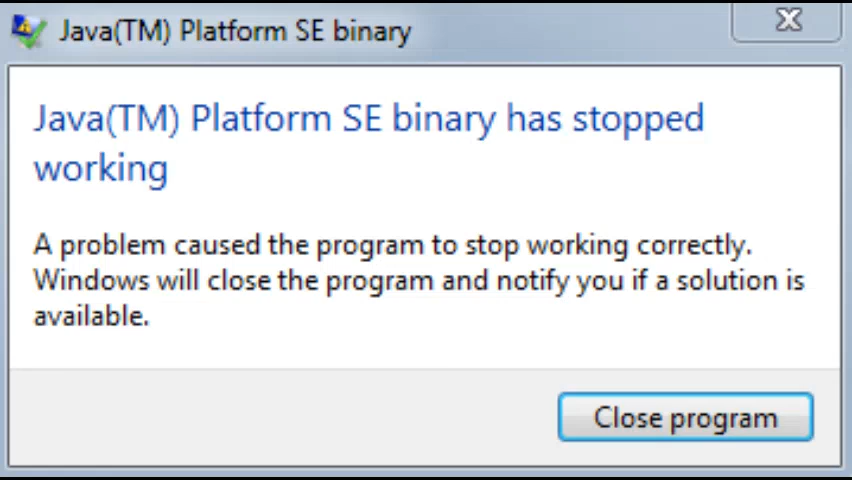 Java(TM) Platform SE binary
Java(TM) Platform SE binary has stopped
working
A problem caused the program to stop working correctly.
Windows will close the program and notify you if a solution is
available.
Close program